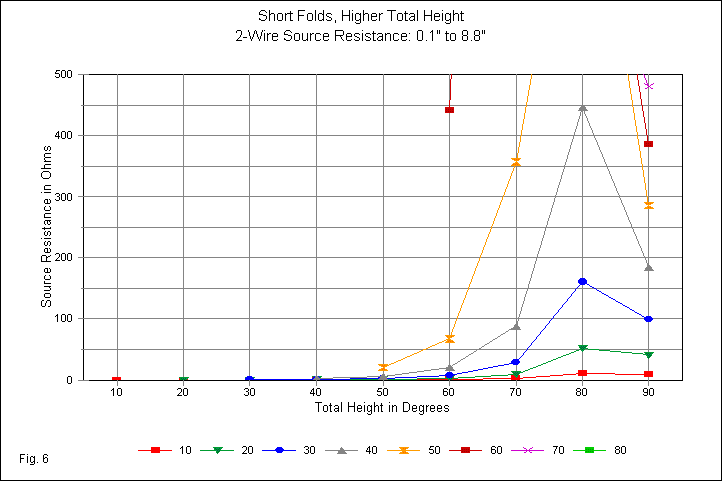 Short Folds, Higher Total Height
2-Wire Source Resistance: 0.1" to 8.8"
Source Resistance in Ohms
500
400
300
200
100
0
10 20 30 40 50 60 70 80 90
Total Height in Degrees
10 20 30 40 50 60 70 80
Fig. 6